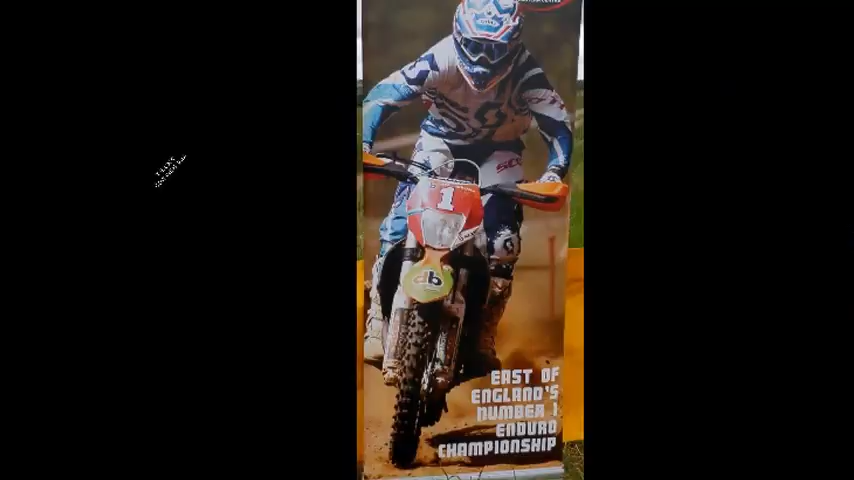 1
db
EAST OF
ENGLAND'S
NUMBER 1
ENDURO
CHAMPIONSHIP